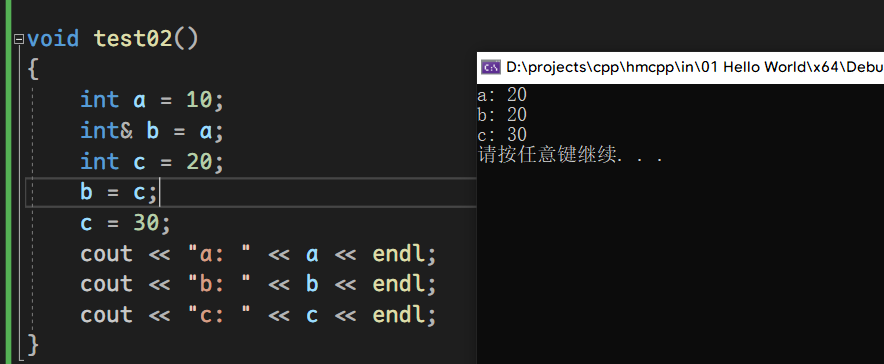 void test02()
{
int a = 10;
int& b = a;
int c = 20;
b = c;
c = 30;
cout << "a: " << a << endl;
cout << "b: " << b << endl;
cout << "c: " << c << endl;
}
D:\projects\cpp\hmcpp\in\01 Hello World\x64\Debu
a: 20
b: 20
c: 30
请按任意键继续. . .